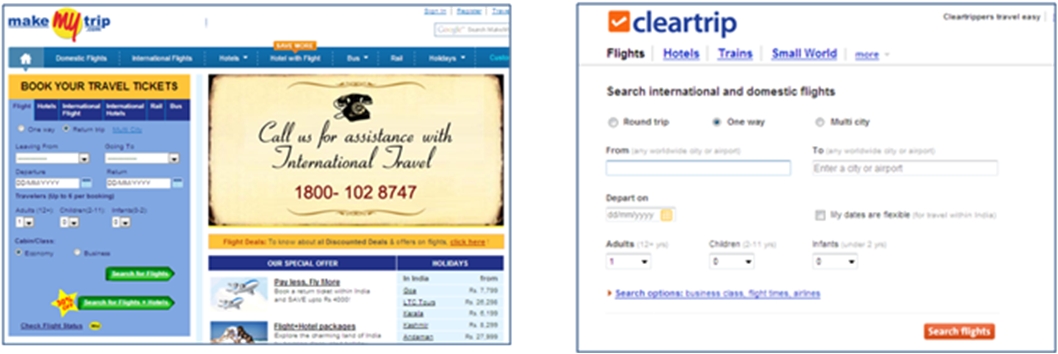 make my trip .com
Sign in | Register |
Google™
SAVE MORE
Domestic Flights International Flights Hotels Hotel with Flight Bus Rail Holidays
BOOK YOUR TRAVEL TICKETS
Flight Hotels International Flight International Hotels Rail Bus
One way Return trip Multi City
Leaving From Going To
Departure Return
DD/MM/YYYY DD/MM/YYYY
Travelers (Up to 6 per booking)
Adults (12+) Children(2-11) Infants(0-2)
1 0 0
Cabin/Class
Economy Business
Search for Flights
Search for Flights + Hotels
Check Flight Status
Call us for assistance with
International Travel
1800- 102 8747
Flight Deals: To know about all Discounted Deals & offers on flights, click here!
OUR SPECIAL OFFER
Pay less, Fly More
Book a return ticket within India
and SAVE upto Rs 4000!
Flight+Hotel packages
Explore the charming land of India
HOLIDAYS
In India from
Goa Rs. 7,799
LTC Tours Rs. 26,298
Kerala Rs. 6,198
Kashmir Rs. 8,299
Andaman Rs. 27,999
cleartrip
Cleartrippers travel easy
Flights Hotels Trains Small World more
Search international and domestic flights
Round trip One way Multi city
From (any worldwide city or airport) To (any worldwide city or airport)
Enter a city or airport
Depart on
dd/mm/yyyy My dates are flexible (for travel within India)
Adults (12+ yrs) Children (2-11 yrs) Infants (under 2 yrs)
1 0 0
Search options: business class, flight times, airlines
Search flights